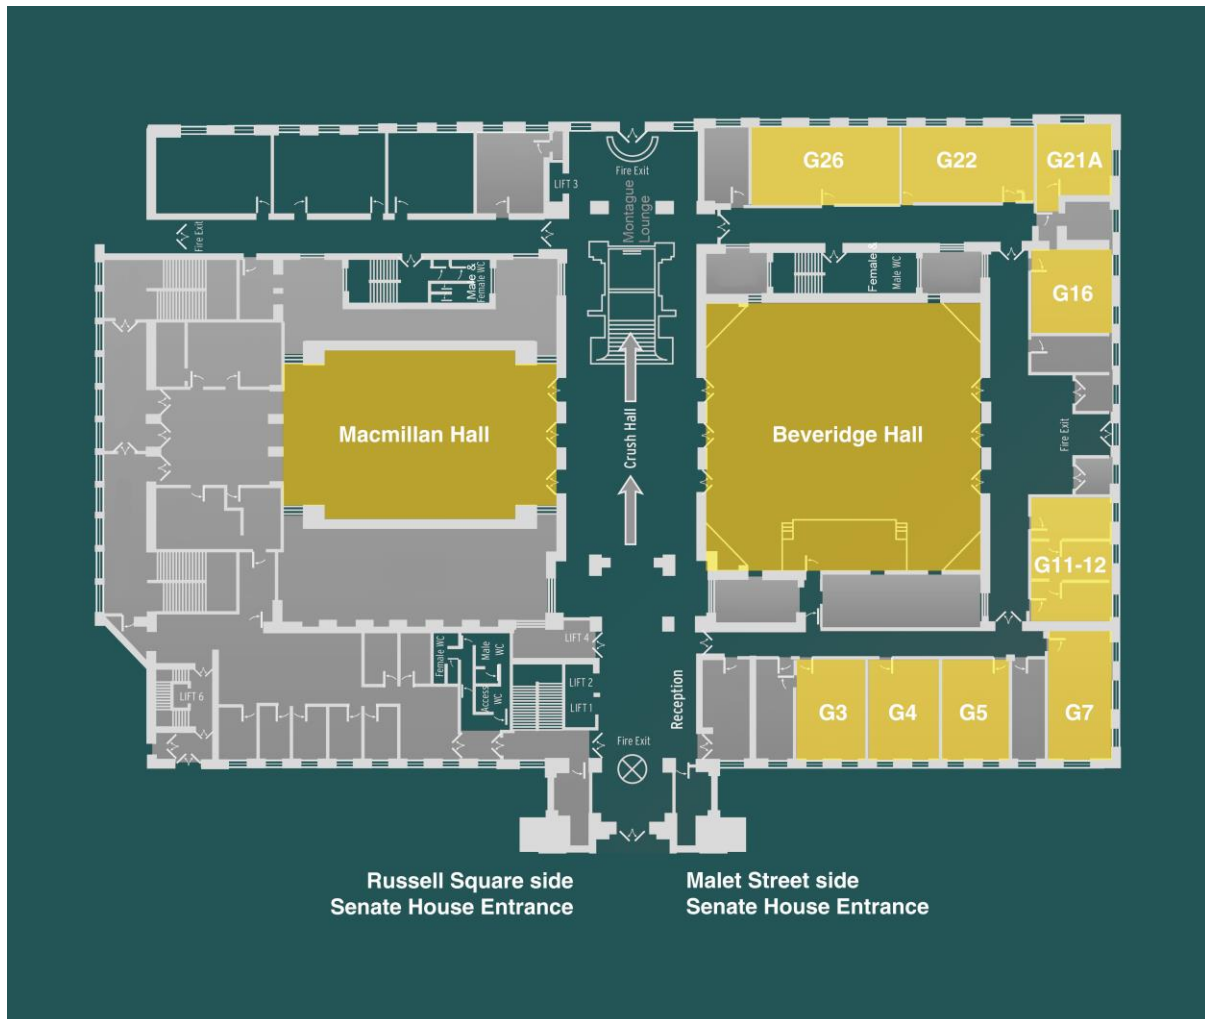 G26
G22
G21A
Fire Exit
LIFT 3
Montague
Lounge
Fire Exit
Male &
Female WC
Female &
Male WC
G16
Macmillan Hall
Crush Hall
Beveridge Hall
Fire Exit
G11-12
LIFT 4
Female WC
Male
WC
LIFT 2
LIFT 6
Access
WC
LIFT 1
Reception
G3
G4
G5
G7
Fire Exit
Russell Square side
Senate House Entrance
Malet Street side
Senate House Entrance